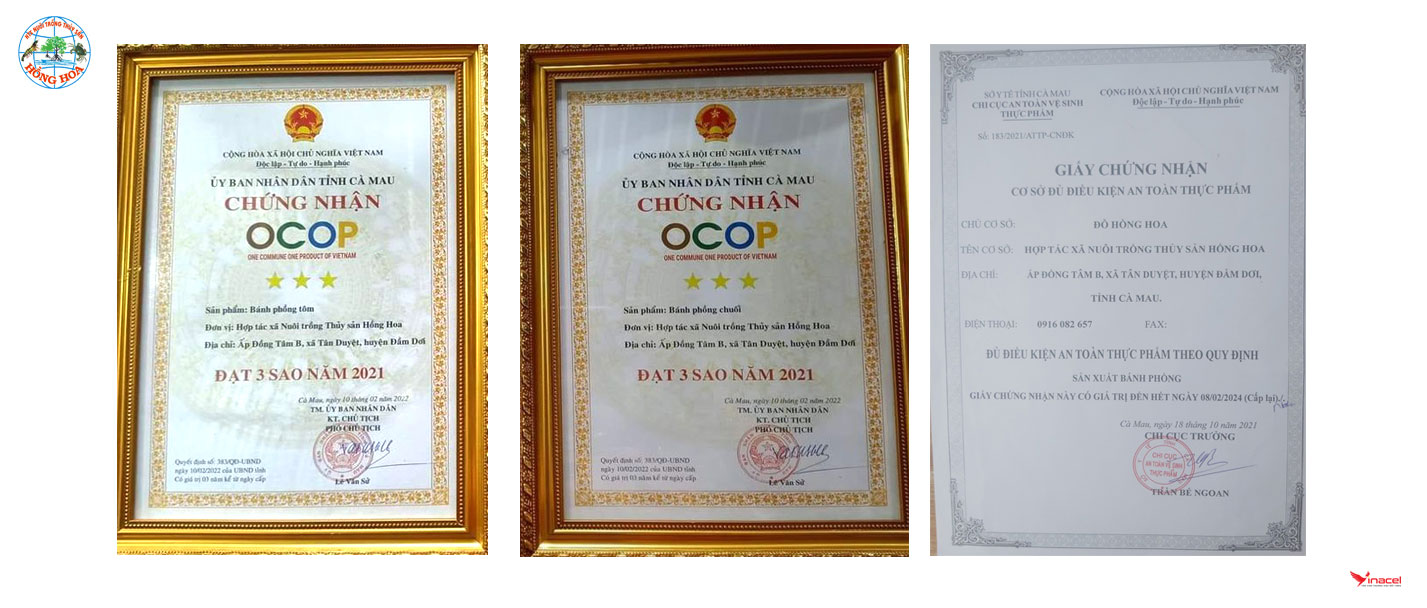 HTX NUÔI TRỒNG THỦY SẢN
HỒNG HOA
CỘNG HÒA XÃ HỘI CHỦ NGHĨA VIỆT NAM
Độc lập - Tự do - Hạnh phúc
ỦY BAN NHÂN DÂN TỈNH CÀ MAU
CHỨNG NHẬN
OCOP
ONE COMMUNE ONE PRODUCT OF VIETNAM
Sản phẩm: Bánh phồng tôm
Đơn vị: Hợp tác xã Nuôi trồng Thủy sản Hồng Hoa
Địa chỉ: Ấp Đồng Tâm B, xã Tân Duyệt, huyện Đầm Dơi
ĐẠT 3 SAO NĂM 2021
Cà Mau, ngày 10 tháng 02 năm 2022
TM. ỦY BAN NHÂN DÂN
KT. CHỦ TỊCH
PHÓ CHỦ TỊCH
Quyết định số: 383/QĐ-UBND
ngày 10/02/2022 của UBND tỉnh
Có giá trị 03 năm kể từ ngày cấp
Lê Văn Sử
CỘNG HÒA XÃ HỘI CHỦ NGHĨA VIỆT NAM
Độc lập - Tự do - Hạnh phúc
ỦY BAN NHÂN DÂN TỈNH CÀ MAU
CHỨNG NHẬN
OCOP
ONE COMMUNE ONE PRODUCT OF VIETNAM
Sản phẩm: Bánh phồng chuối
Đơn vị: Hợp tác xã Nuôi trồng Thủy sản Hồng Hoa
Địa chỉ: Ấp Đồng Tâm B, xã Tân Duyệt, huyện Đầm Dơi
ĐẠT 3 SAO NĂM 2021
Cà Mau, ngày 10 tháng 02 năm 2022
TM. ỦY BAN NHÂN DÂN
KT. CHỦ TỊCH
PHÓ CHỦ TỊCH
Quyết định số: 383/QĐ-UBND
ngày 10/02/2022 của UBND tỉnh
Có giá trị 03 năm kể từ ngày cấp
Lê Văn Sử
SỞ Y TẾ TỈNH CÀ MAU
CHI CỤC AN TOÀN VỆ SINH
THỰC PHẨM
CỘNG HÒA XÃ HỘI CHỦ NGHĨA VIỆT NAM
Độc lập - Tự do - Hạnh phúc
Số: 183/2021/ATTP-CNĐK
GIẤY CHỨNG NHẬN
CƠ SỞ ĐỦ ĐIỀU KIỆN AN TOÀN THỰC PHẨM
CHỦ CƠ SỞ: ĐỖ HỒNG HOA
TÊN CƠ SỞ: HỢP TÁC XÃ NUÔI TRỒNG THỦY SẢN HỒNG HOA
ĐỊA CHỈ: ẤP ĐỒNG TÂM B, XÃ TÂN DUYỆT, HUYỆN ĐẦM DƠI,
TỈNH CÀ MAU.
ĐIỆN THOẠI: 0916 082 657 FAX:
ĐỦ ĐIỀU KIỆN AN TOÀN THỰC PHẨM THEO QUY ĐỊNH
SẢN XUẤT BÁNH PHỒNG
GIẤY CHỨNG NHẬN NÀY CÓ GIÁ TRỊ ĐẾN HẾT NGÀY 08/02/2024 (Cấp lại)./.
Cà Mau, ngày 18 tháng 10 năm 2021
CHI CỤC TRƯỞNG
CHI CỤC
AN TOÀN VỆ SINH
THỰC PHẨM
TRẦN BÉ NGOAN
Vinacel